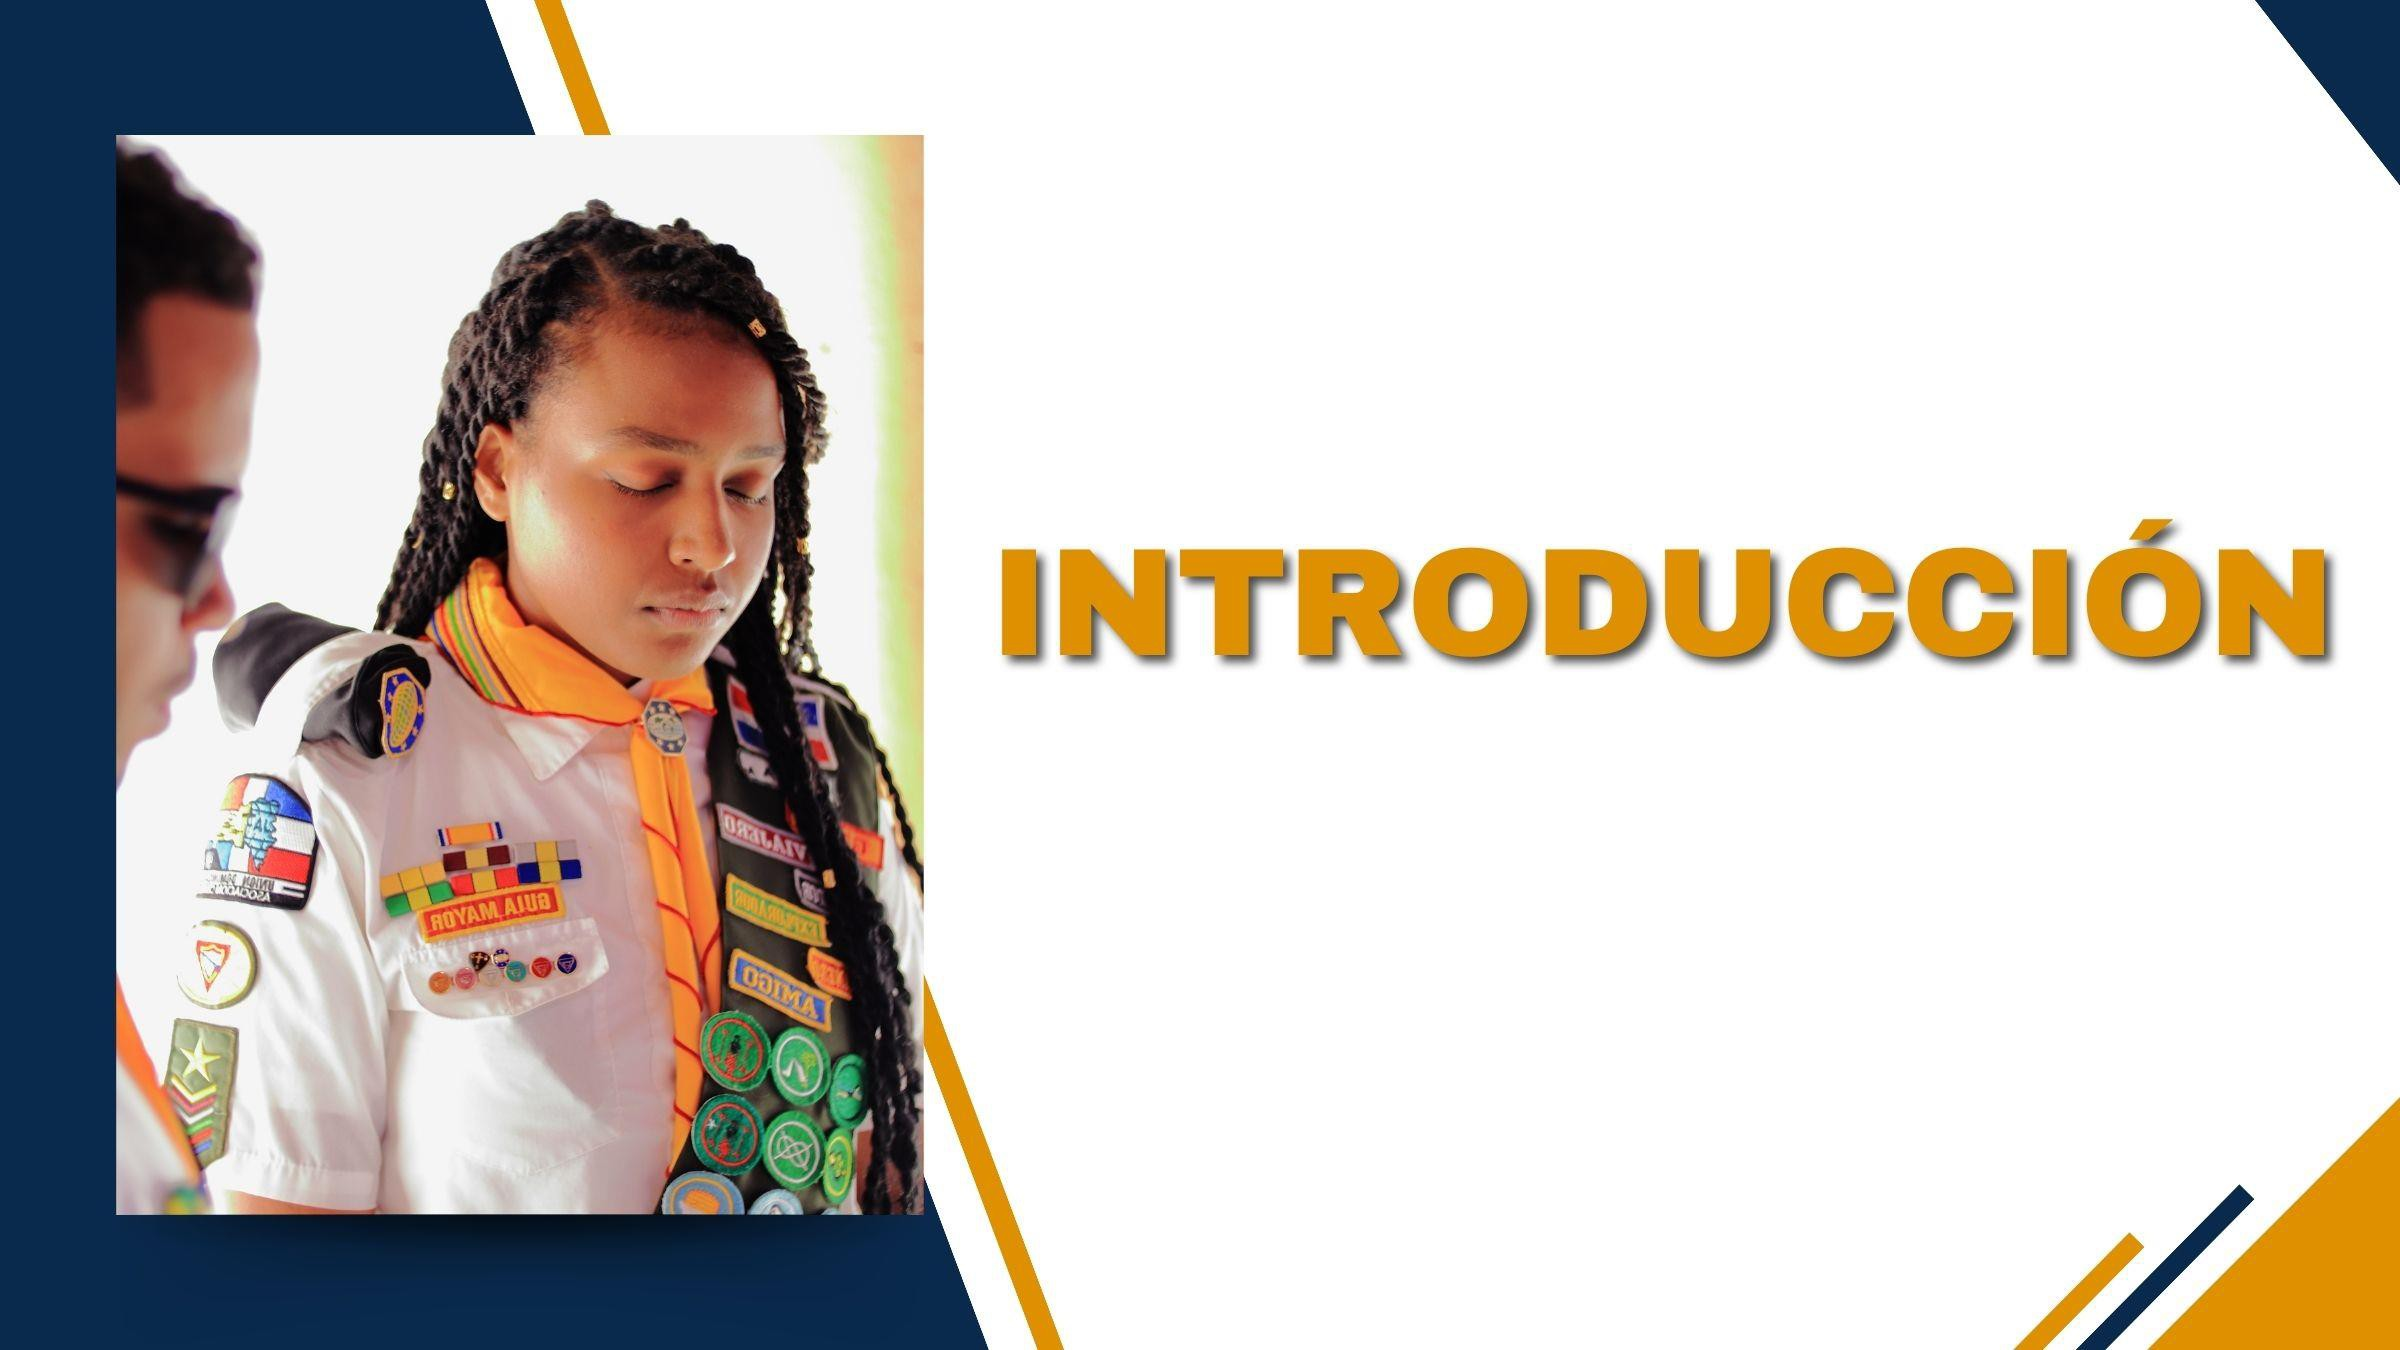 INTRODUCCIÓN
VIAJERO
EXPLORADOR
GUIA MAYOR
AMIGO